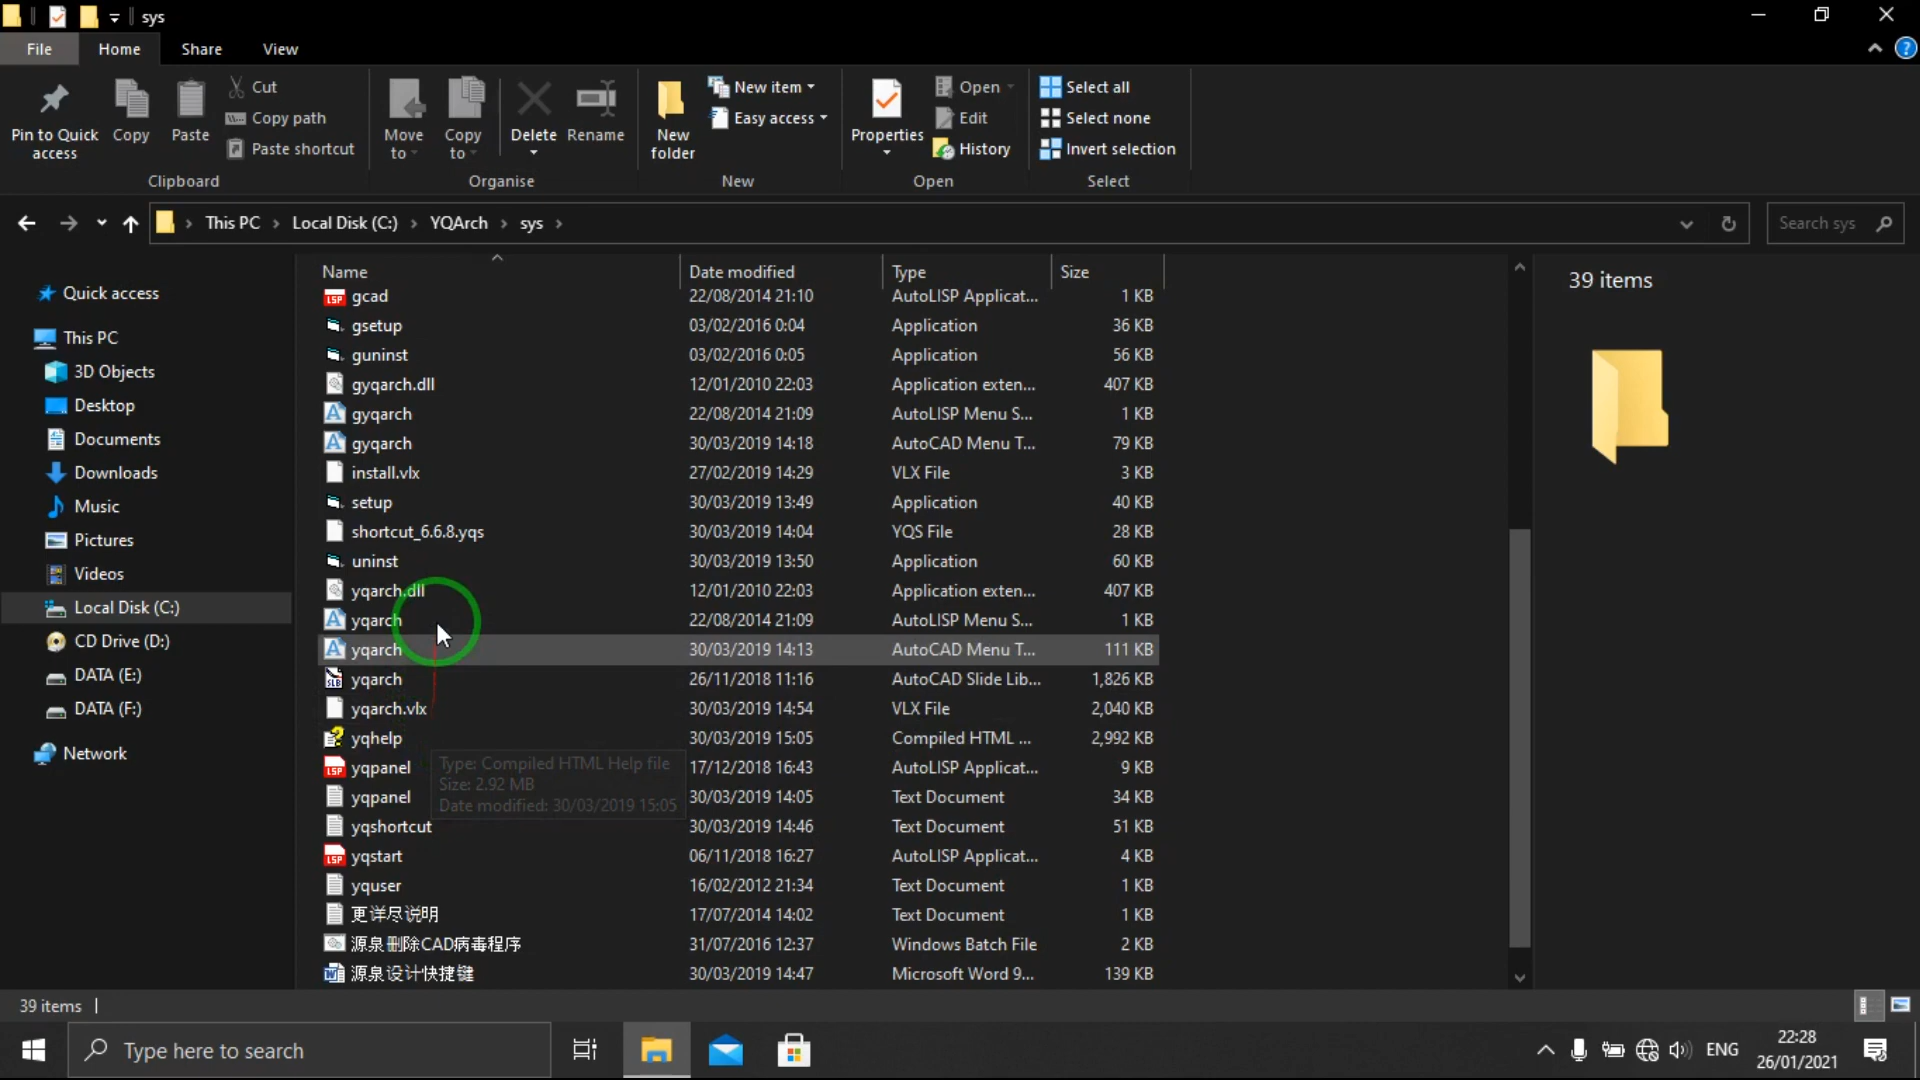 sys
File Home Share View
Pin to Quick access
Copy
Paste
Cut
Copy path
Paste shortcut
Clipboard
Move to
Copy to
Delete
Rename
Organise
New folder
New item
Easy access
New
Properties
Open
Edit
History
Open
Select all
Select none
Invert selection
Select
This PC Local Disk (C:) YQArch sys
Search sys
Quick access
This PC
3D Objects
Desktop
Documents
Downloads
Music
Pictures
Videos
Local Disk (C:)
CD Drive (D:)
DATA (E:)
DATA (F:)
Network
Name Date modified Type Size
gcad 22/08/2014 21:10 AutoLISP Applicat... 1 KB
gsetup 03/02/2016 0:04 Application 36 KB
guninst 03/02/2016 0:05 Application 56 KB
gyqarch.dll 12/01/2010 22:03 Application exten... 407 KB
gyqarch 22/08/2014 21:09 AutoLISP Menu S... 1 KB
gyqarch 30/03/2019 14:18 AutoCAD Menu T... 79 KB
install.vlx 27/02/2019 14:29 VLX File 3 KB
setup 30/03/2019 13:49 Application 40 KB
shortcut_6.6.8.yqs 30/03/2019 14:04 YQS File 28 KB
uninst 30/03/2019 13:50 Application 60 KB
yqarch.dll 12/01/2010 22:03 Application exten... 407 KB
yqarch 22/08/2014 21:09 AutoLISP Menu S... 1 KB
yqarch 30/03/2019 14:13 AutoCAD Menu T... 111 KB
yqarch 26/11/2018 11:16 AutoCAD Slide Lib... 1,826 KB
yqarch.vlx 30/03/2019 14:54 VLX File 2,040 KB
yqhelp 30/03/2019 15:05 Compiled HTML ... 2,992 KB
yqpanel 17/12/2018 16:43 AutoLISP Applicat... 9 KB
yqpanel 30/03/2019 14:05 Text Document 34 KB
yqshortcut 30/03/2019 14:46 Text Document 51 KB
yqstart 06/11/2018 16:27 AutoLISP Applicat... 4 KB
yquser 16/02/2012 21:34 Text Document 1 KB
更详尽说明 17/07/2014 14:02 Text Document 1 KB
源泉删除CAD病毒程序 31/07/2016 12:37 Windows Batch File 2 KB
源泉设计快捷键 30/03/2019 14:47 Microsoft Word 9... 139 KB
Type: Compiled HTML Help file
Size: 2.92 MB
Date modified: 30/03/2019 15:05
39 items
39 items
Type here to search
ENG
22:28
26/01/2021